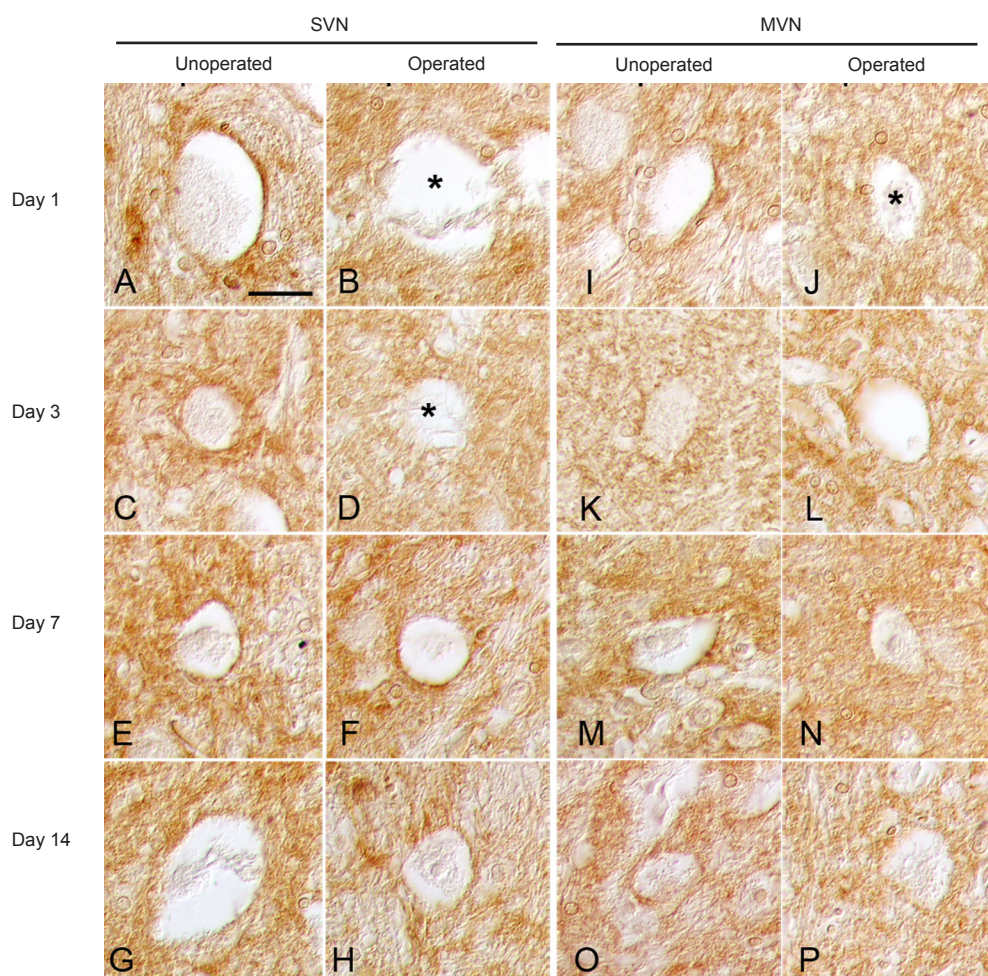 SVN MVN
Unoperated Operated Unoperated Operated
Day 1
A B I J
* *
Day 3
C D K L
*
Day 7
E F M N
Day 14
G H O P